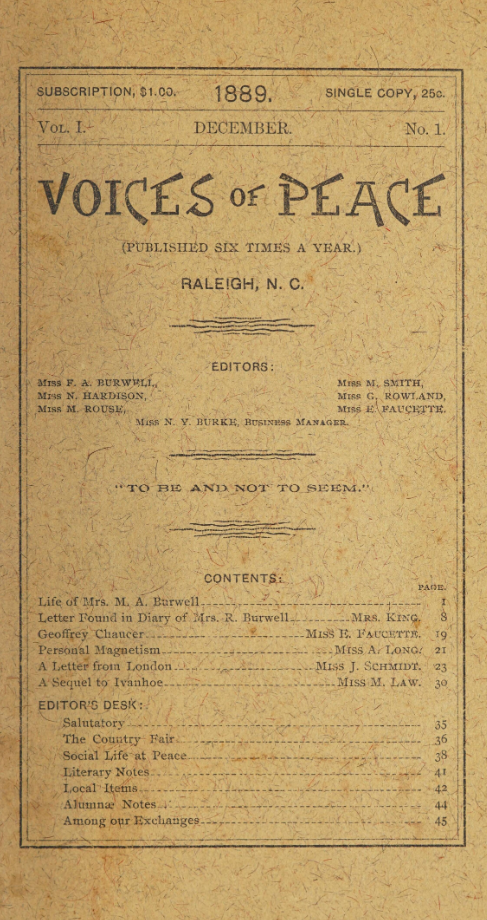 SUBSCRIPTION, $1.00. 1889. SINGLE COPY, 25c.
VOL. I. DECEMBER. No. 1.
VOICES OF PEACE
(PUBLISHED SIX TIMES A YEAR.)
RALEIGH, N. C.
EDITORS:
MISS F. A. BURWELL, MISS M. SMITH,
MISS N. HARDISON, MISS G. ROWLAND,
MISS M. ROUSE, MISS E. FAUCETTE.
MISS N. V. BURKE, BUSINESS MANAGER.
"TO BE AND NOT TO SEEM."
CONTENTS:
PAGE.
Life of Mrs. M. A. Burwell 1
Letter Found in Diary of Mrs. R. Burwell MRS. KING. 8
Geoffrey Chaucer MISS E. FAUCETTE. 19
Personal Magnetism MISS A. LONG. 21
A Letter from London MISS J. SCHMIDT. 23
A Sequel to Ivanhoe MISS M. LAW. 30
EDITOR'S DESK:
Salutatory 35
The Country Fair 36
Social Life at Peace 38
Literary Notes 41
Local Items 42
Alumnæ Notes 44
Among our Exchanges 45